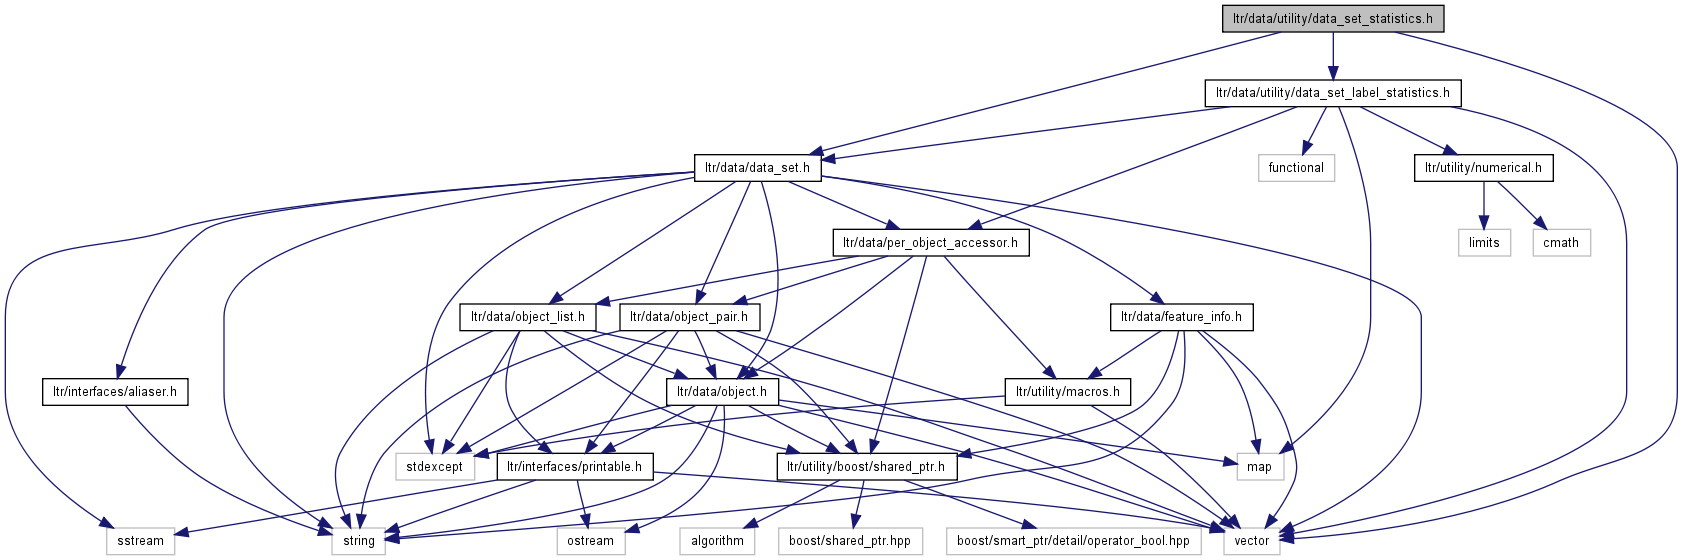 ltr/data/utility/data_set_statistics.h
ltr/data/utility/data_set_label_statistics.h
ltr/data/data_set.h
functional
ltr/utility/numerical.h
ltr/data/per_object_accessor.h
limits
cmath
ltr/data/object_list.h
ltr/data/object_pair.h
ltr/data/feature_info.h
ltr/interfaces/aliaser.h
ltr/data/object.h
ltr/utility/macros.h
stdexcept
ltr/interfaces/printable.h
ltr/utility/boost/shared_ptr.h
map
sstream
string
ostream
algorithm
boost/shared_ptr.hpp
boost/smart_ptr/detail/operator_bool.hpp
vector